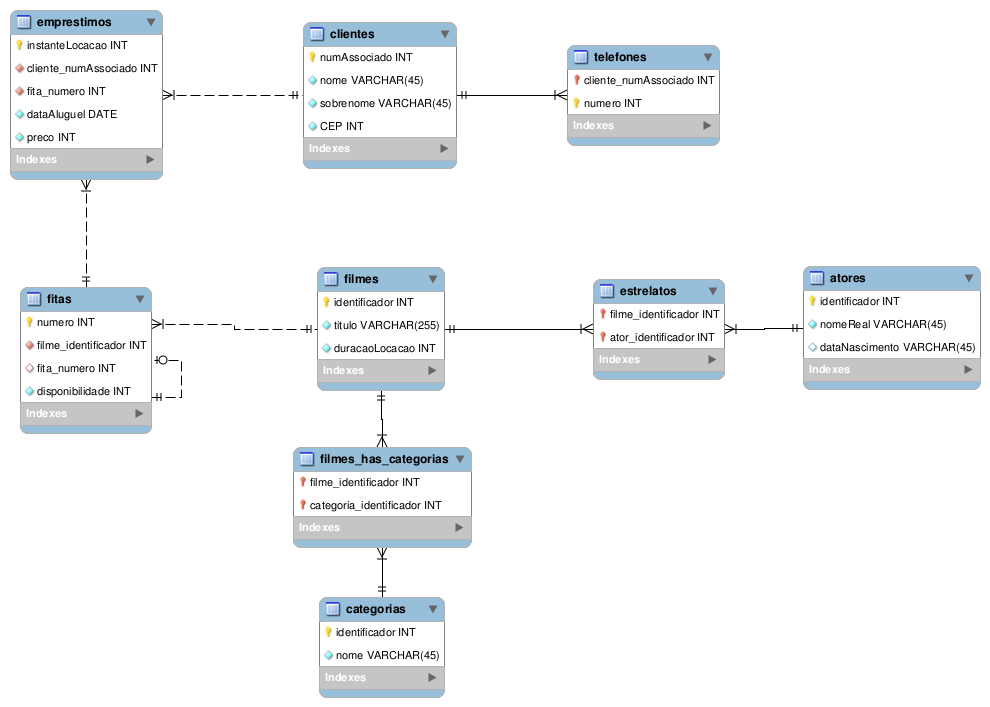 emprestimos
instanteLocacao INT
cliente_numAssociado INT
fita_numero INT
dataAluguel DATE
preco INT
Indexes
clientes
numAssociado INT
nome VARCHAR(45)
sobrenome VARCHAR(45)
CEP INT
Indexes
telefones
cliente_numAssociado INT
numero INT
Indexes
fitas
numero INT
filme_identificador INT
fita_numero INT
disponibilidade INT
Indexes
filmes
identificador INT
titulo VARCHAR(255)
duracaoLocacao INT
Indexes
estrelatos
filme_identificador INT
ator_identificador INT
Indexes
atores
identificador INT
nomeReal VARCHAR(45)
dataNascimento VARCHAR(45)
Indexes
filmes_has_categorias
filme_identificador INT
categoria_identificador INT
Indexes
categorias
identificador INT
nome VARCHAR(45)
Indexes